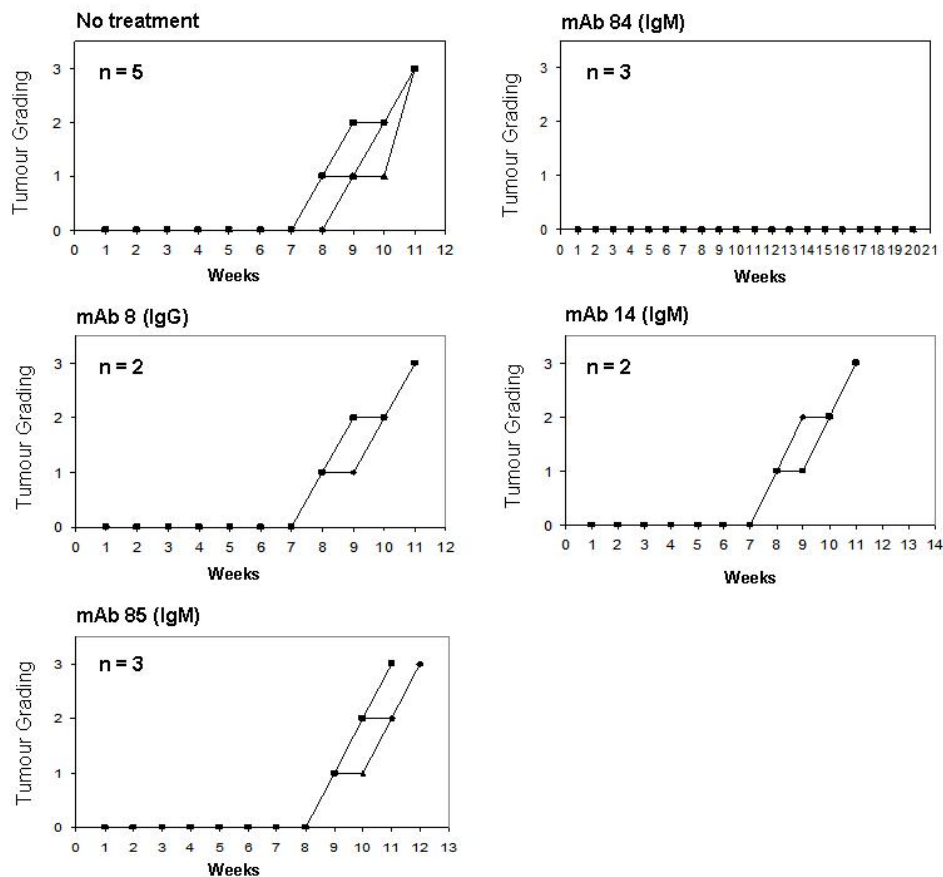 No treatment
n = 5
Tumour Grading
3
2
1
0
0 1 2 3 4 5 6 7 8 9 10 11 12
Weeks
mAb 84 (IgM)
n = 3
Tumour Grading
3
2
1
0
0 1 2 3 4 5 6 7 8 9 10 11 12 13 14 15 16 17 18 19 20 21
Weeks
mAb 8 (IgG)
n = 2
Tumour Grading
3
2
1
0
0 1 2 3 4 5 6 7 8 9 10 11 12
Weeks
mAb 14 (IgM)
n = 2
Tumour Grading
3
2
1
0
0 1 2 3 4 5 6 7 8 9 10 11 12 13 14
Weeks
mAb 85 (IgM)
n = 3
Tumour Grading
3
2
1
0
0 1 2 3 4 5 6 7 8 9 10 11 12 13
Weeks